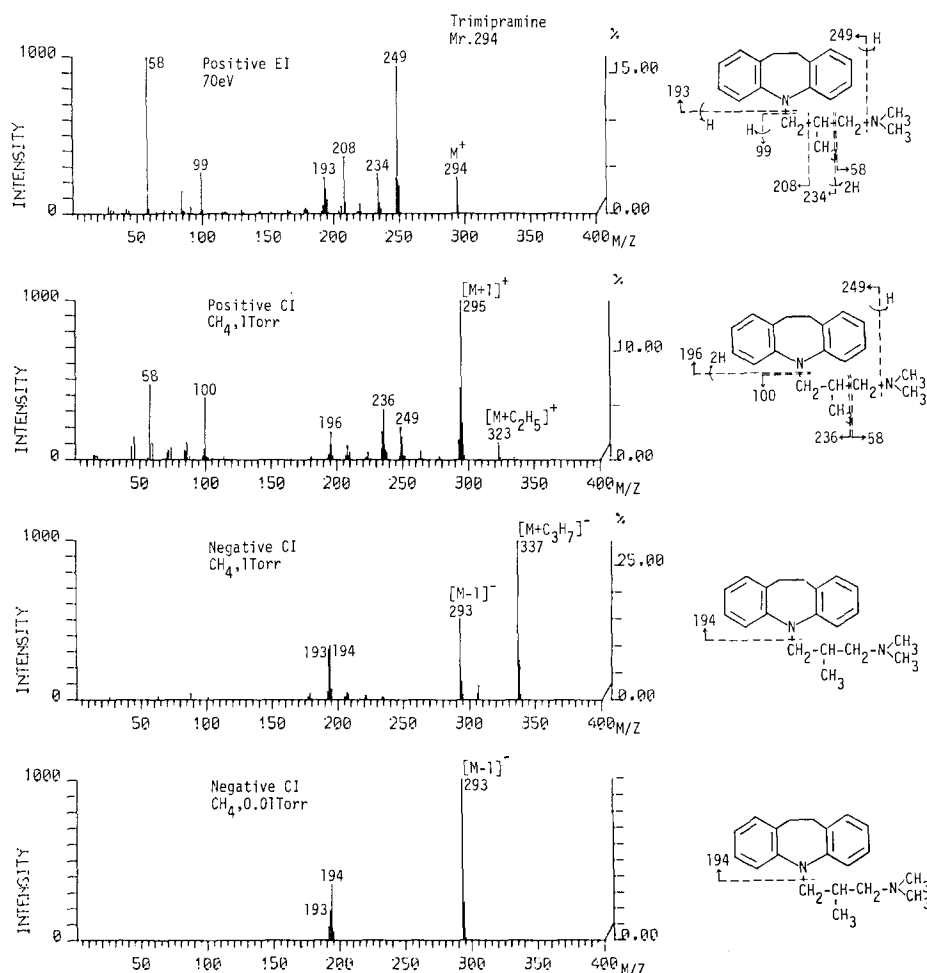 Trimipramine
Mr.294
Positive EI
70eV
1000
INTENSITY
0
58
99
193
208
234
249
M+
294
%
15.00
0.00
50 100 150 200 250 300 350 400 M/Z
249
H
193
H
N
H
99
CH2-CH-CH2-N
CH3
CH3
CH3
58
208
2H
234
Positive CI
CH4,1Torr
1000
INTENSITY
0
58
100
196
236
249
[M+1]+
295
[M+C2H5]+
323
%
10.00
0.00
50 100 150 200 250 300 350 400 M/Z
249
H
196
2H
N
100
CH2-CH-CH2-N
CH3
CH3
CH3
236
58
Negative CI
CH4,1Torr
1000
INTENSITY
0
193
194
[M-1]-
293
[M+C3H7]-
337
%
25.00
0.00
50 100 150 200 250 300 350 400 M/Z
194
N
CH2-CH-CH2-N
CH3
CH3
CH3
Negative CI
CH4,0.01Torr
1000
INTENSITY
0
193
194
[M-1]-
293
0.00
50 100 150 200 250 300 350 400 M/Z
194
N
CH2-CH-CH2-N
CH3
CH3
CH3